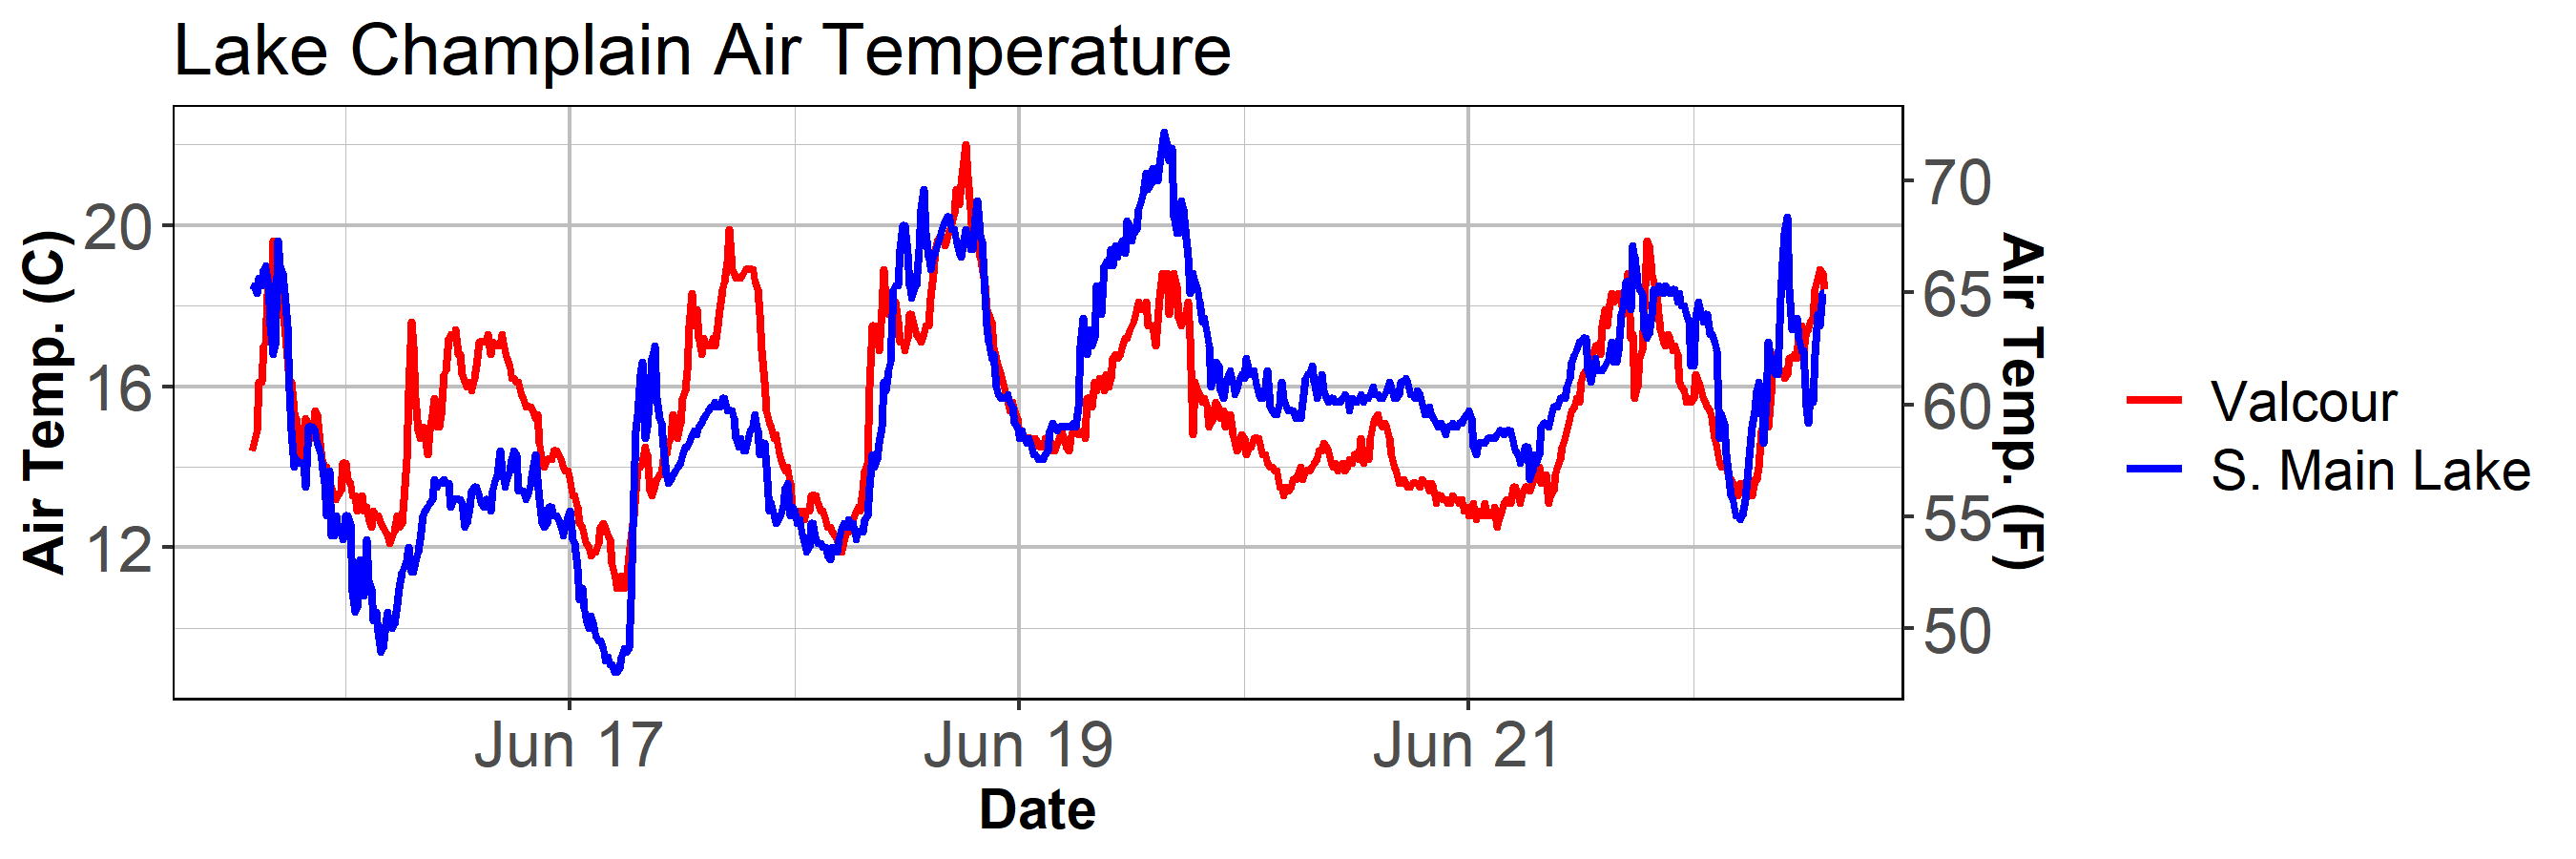 Lake Champlain Air Temperature
Air Temp. (C)
20
16
12
70
65
60
55
50
Air Temp. (F)
Jun 17
Jun 19
Jun 21
Date
Valcour
S. Main Lake